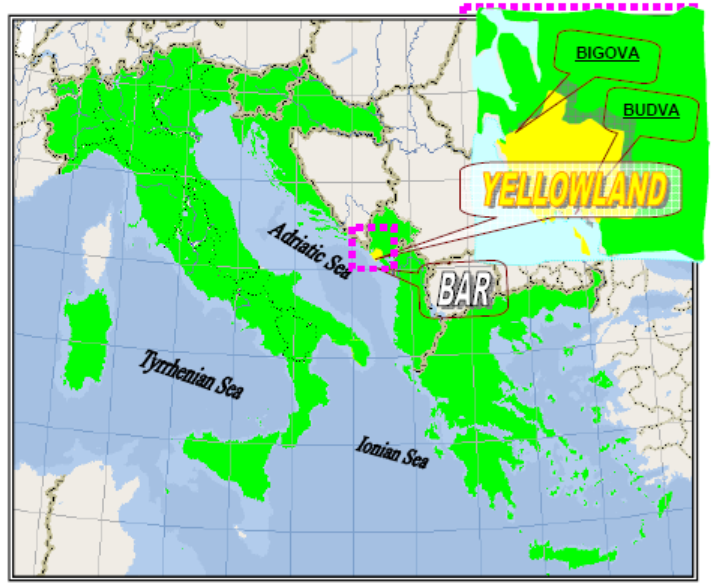 BIGOVA
BUDVA
YELLOWLAND
Adriatic Sea
BAR
Tyrrhenian Sea
Ionian Sea